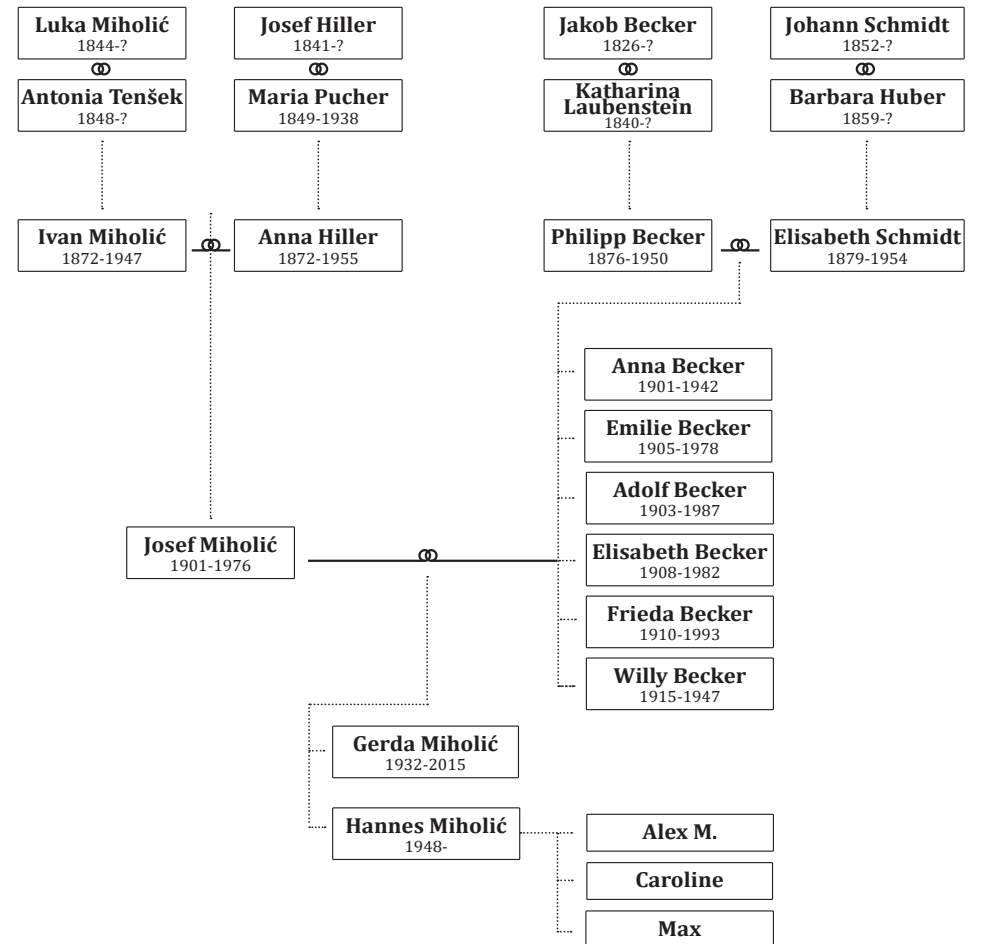 Luka Miholić
1844-?
Josef Hiller
1841-?
Jakob Becker
1826-?
Johann Schmidt
1852-?
Antonia Tenšek
1848-?
Maria Pucher
1849-1938
Katharina
Laubenstein
1840-?
Barbara Huber
1859-?
Ivan Miholić
1872-1947
Anna Hiller
1872-1955
Philipp Becker
1876-1950
Elisabeth Schmidt
1879-1954
Anna Becker
1901-1942
Emilie Becker
1905-1978
Adolf Becker
1903-1987
Josef Miholić
1901-1976
Elisabeth Becker
1908-1982
Frieda Becker
1910-1993
Willy Becker
1915-1947
Gerda Miholić
1932-2015
Hannes Miholić
1948-
Alex M.
Caroline
Max